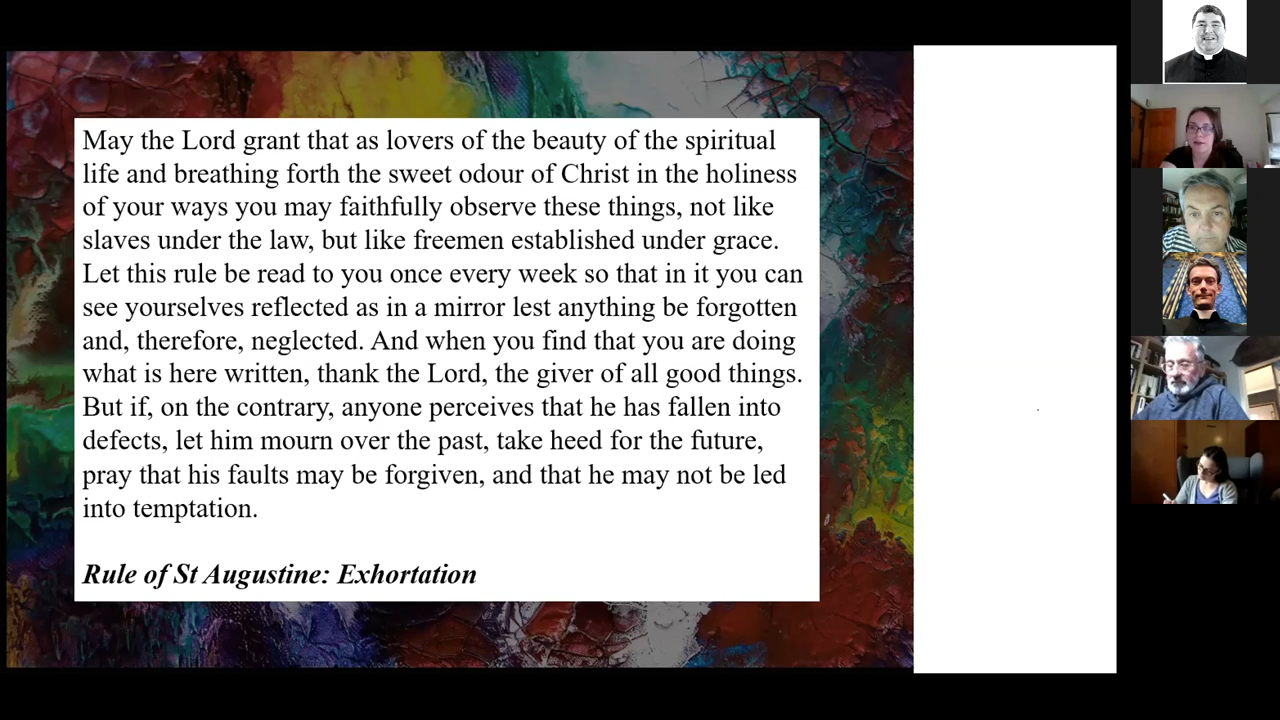 May the Lord grant that as lovers of the beauty of the spiritual
life and breathing forth the sweet odour of Christ in the holiness
of your ways you may faithfully observe these things, not like
slaves under the law, but like freemen established under grace.
Let this rule be read to you once every week so that in it you can
see yourselves reflected as in a mirror lest anything be forgotten
and, therefore, neglected. And when you find that you are doing
what is here written, thank the Lord, the giver of all good things.
But if, on the contrary, anyone perceives that he has fallen into
defects, let him mourn over the past, take heed for the future,
pray that his faults may be forgiven, and that he may not be led
into temptation.
Rule of St Augustine: Exhortation